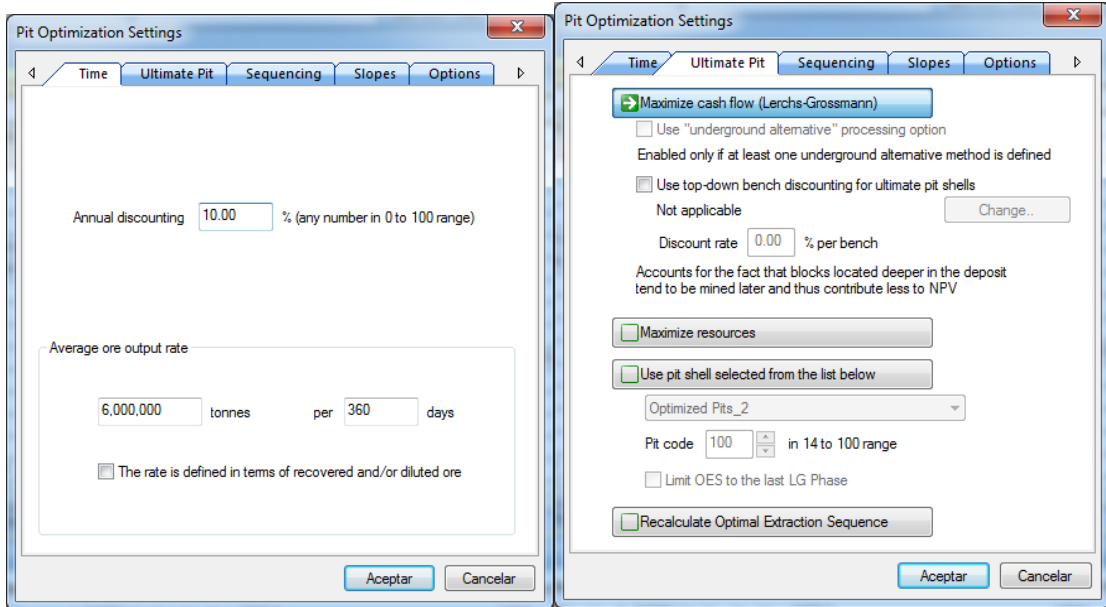 Pit Optimization Settings
Time Ultimate Pit Sequencing Slopes Options
Annual discounting 10.00 % (any number in 0 to 100 range)
Average ore output rate
6,000,000 tonnes per 360 days
The rate is defined in terms of recovered and/or diluted ore
Aceptar Cancelar
Pit Optimization Settings
Time Ultimate Pit Sequencing Slopes Options
Maximize cash flow (Lerchs-Grossmann)
Use "underground alternative" processing option
Enabled only if at least one underground alternative method is defined
Use top-down bench discounting for ultimate pit shells
Not applicable Change..
Discount rate 0.00 % per bench
Accounts for the fact that blocks located deeper in the deposit
tend to be mined later and thus contribute less to NPV
Maximize resources
Use pit shell selected from the list below
Optimized Pits_2
Pit code 100 in 14 to 100 range
Limit OES to the last LG Phase
Recalculate Optimal Extraction Sequence
Aceptar Cancelar